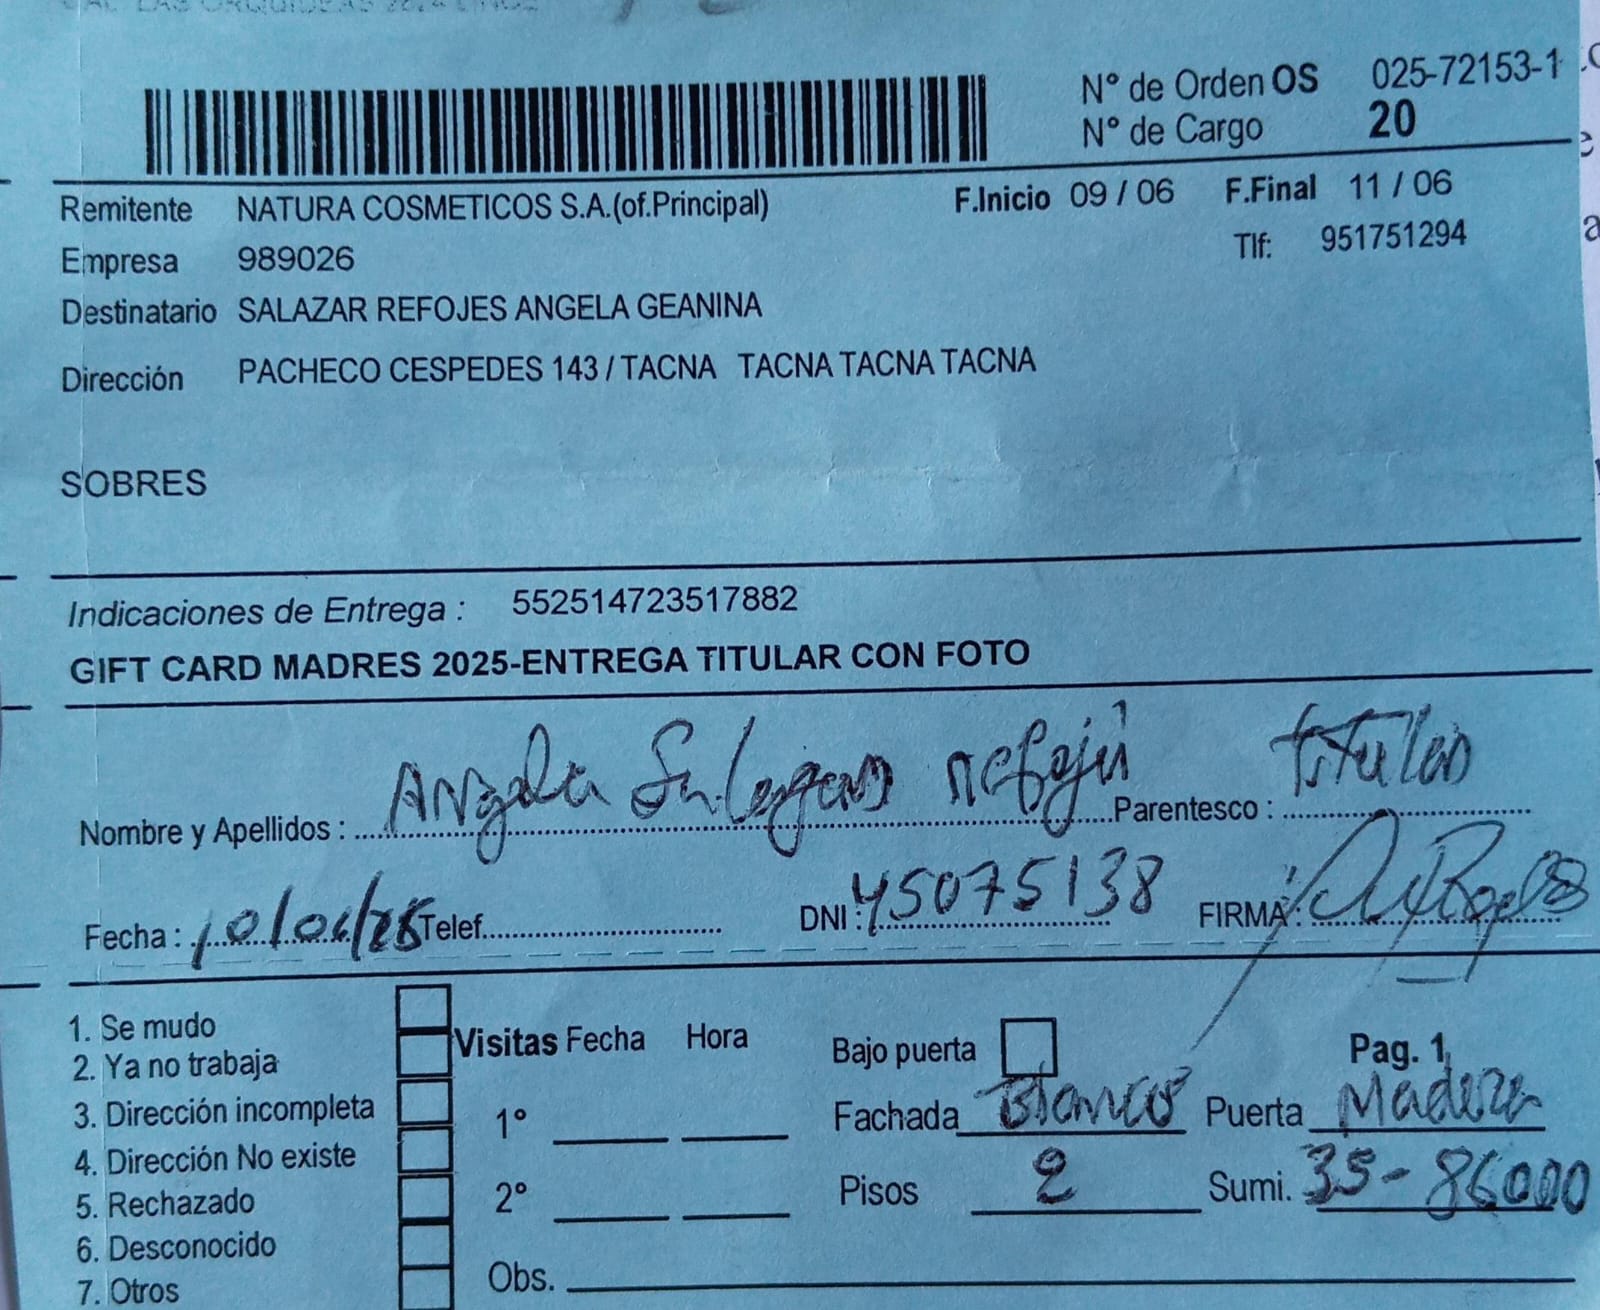 N° de Orden OS 025-72153-1
N° de Cargo 20
Remitente NATURA COSMETICOS S.A.(of.Principal) F.Inicio 09 / 06 F.Final 11 / 06
Empresa 989026 Tlf: 951751294
Destinatario SALAZAR REFOJES ANGELA GEANINA
Dirección PACHECO CESPEDES 143 / TACNA TACNA TACNA TACNA
SOBRES
Indicaciones de Entrega : 552514723517882
GIFT CARD MADRES 2025-ENTREGA TITULAR CON FOTO
Nombre y Apellidos : Angela Parentesco : titular
Fecha : 10/06/25 Telef. DNI : 45075138 FIRMA :
1. Se mudo
2. Ya no trabaja
3. Dirección incompleta
4. Dirección No existe
5. Rechazado
6. Desconocido
7. Otros
Visitas Fecha Hora
1°
2°
Obs.
Bajo puerta Pag. 1
Fachada Blanco Puerta Madera
Pisos 2 Sumi. 35-86000